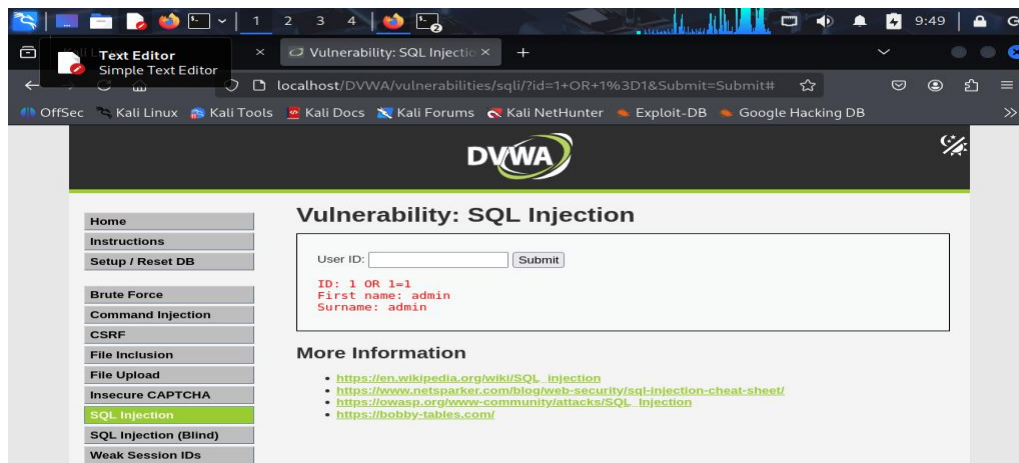 1 2 3 4 2 9:49 G
Text Editor
Simple Text Editor
Vulnerability: SQL Injectio
localhost/DVWA/vulnerabilities/sqli/?id=1+OR+1%3D1&Submit=Submit#
OffSec Kali Linux Kali Tools Kali Docs Kali Forums Kali NetHunter Exploit-DB Google Hacking DB
DVWA
Vulnerability: SQL Injection
Home
Instructions
Setup / Reset DB
Brute Force
Command Injection
CSRF
File Inclusion
File Upload
Insecure CAPTCHA
SQL Injection
SQL Injection (Blind)
Weak Session IDs
User ID: Submit
ID: 1 OR 1=1
First name: admin
Surname: admin
More Information
https://en.wikipedia.org/wiki/SQL_injection
https://www.netsparker.com/blog/web-security/sql-injection-cheat-sheet/
https://owasp.org/www-community/attacks/SQL_Injection
https://bobby-tables.com/